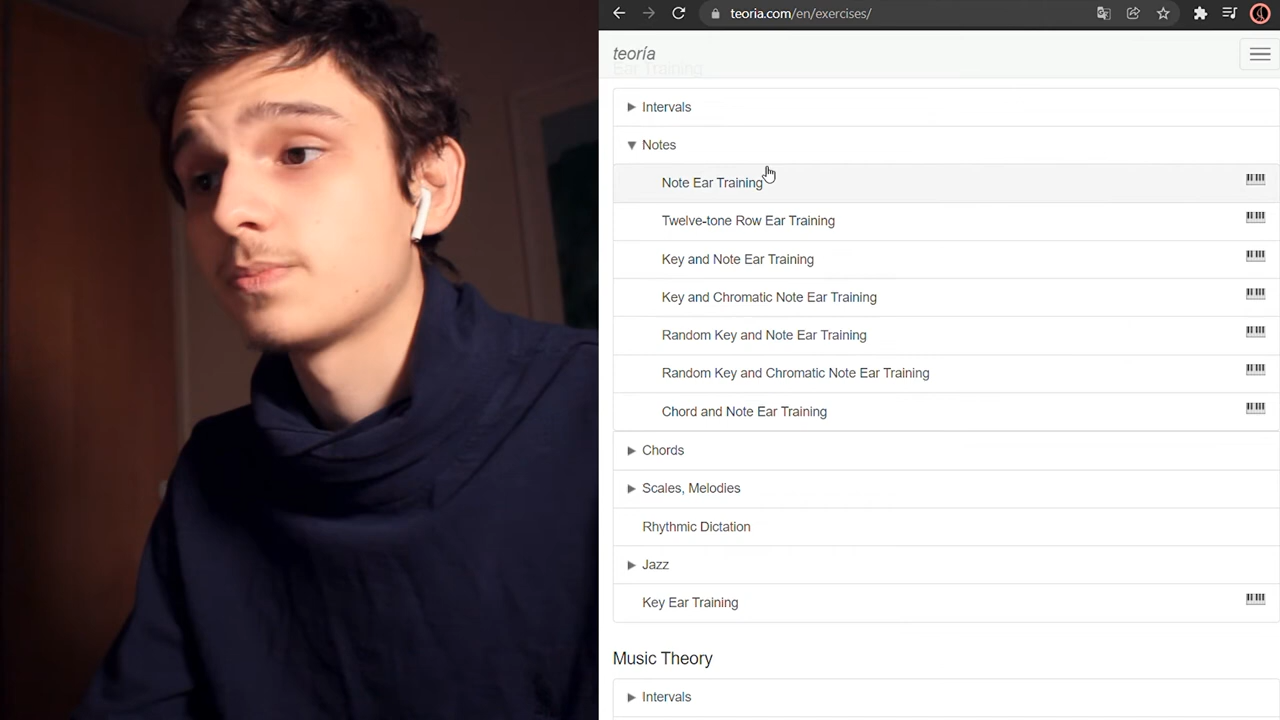 teoria.com/en/exercises/
teoría
Ear Training
Intervals
Notes
Note Ear Training
Twelve-tone Row Ear Training
Key and Note Ear Training
Key and Chromatic Note Ear Training
Random Key and Note Ear Training
Random Key and Chromatic Note Ear Training
Chord and Note Ear Training
Chords
Scales, Melodies
Rhythmic Dictation
Jazz
Key Ear Training
Music Theory
Intervals